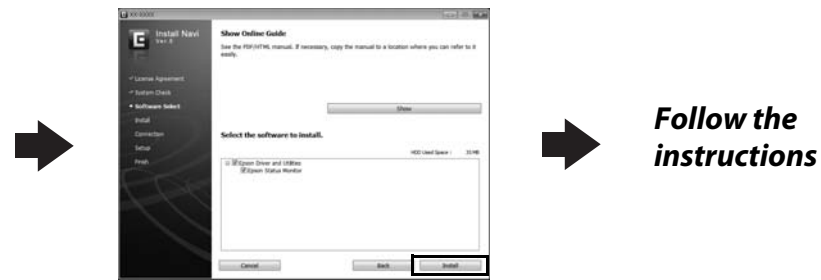 XX-XXXXX
Install Navi
Ver.8
License Agreement
System Check
Software Select
Install
Connection
Setup
Finish
Show Online Guide
See the PDF/HTML manual. If necessary, copy the manual to a location where you can refer to it
easily.
Show
Select the software to install.
HDD Used Space :
Epson Driver and Utilities
Epson Status Monitor
Cancel
Back
Install
Follow the
instructions